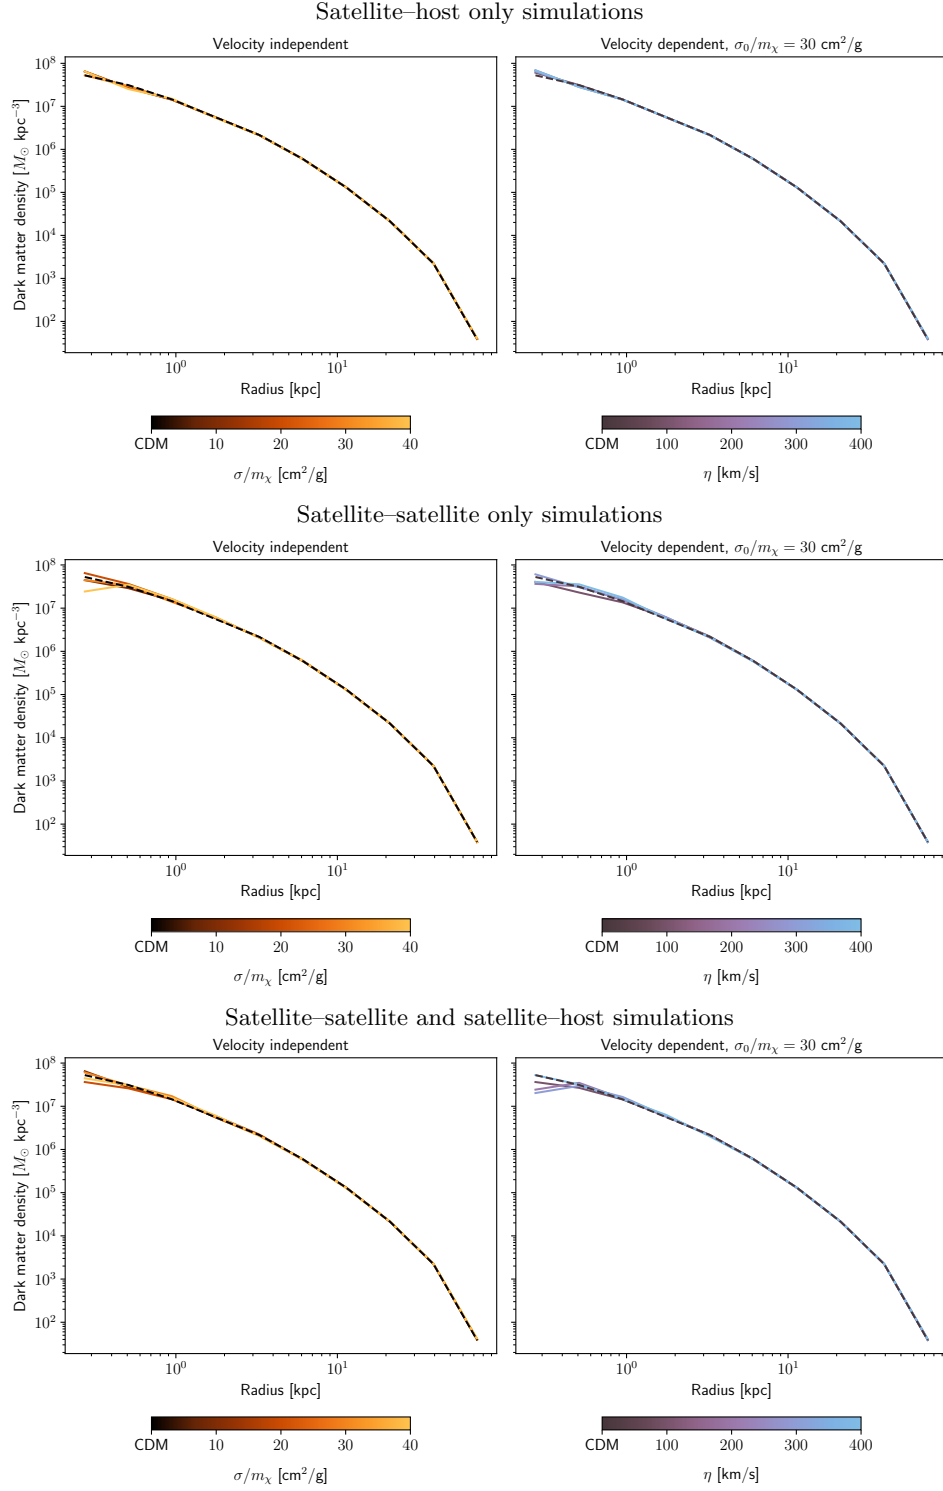 Satellite–host only simulations
Velocity independent
Velocity dependent, σ₀/mᵪ = 30 cm²/g
Dark matter density [M⊙ kpc⁻³]
10⁸
10⁷
10⁶
10⁵
10⁴
10³
10²
10⁰
10¹
10⁰
10¹
Radius [kpc]
Radius [kpc]
CDM 10 20 30 40
CDM 100 200 300 400
σ/mᵪ [cm²/g]
η [km/s]
Satellite–satellite only simulations
Velocity independent
Velocity dependent, σ₀/mᵪ = 30 cm²/g
Dark matter density [M⊙ kpc⁻³]
10⁸
10⁷
10⁶
10⁵
10⁴
10³
10²
10⁰
10¹
10⁰
10¹
Radius [kpc]
Radius [kpc]
CDM 10 20 30 40
CDM 100 200 300 400
σ/mᵪ [cm²/g]
η [km/s]
Satellite–satellite and satellite–host simulations
Velocity independent
Velocity dependent, σ₀/mᵪ = 30 cm²/g
Dark matter density [M⊙ kpc⁻³]
10⁸
10⁷
10⁶
10⁵
10⁴
10³
10²
10⁰
10¹
10⁰
10¹
Radius [kpc]
Radius [kpc]
CDM 10 20 30 40
CDM 100 200 300 400
σ/mᵪ [cm²/g]
η [km/s]